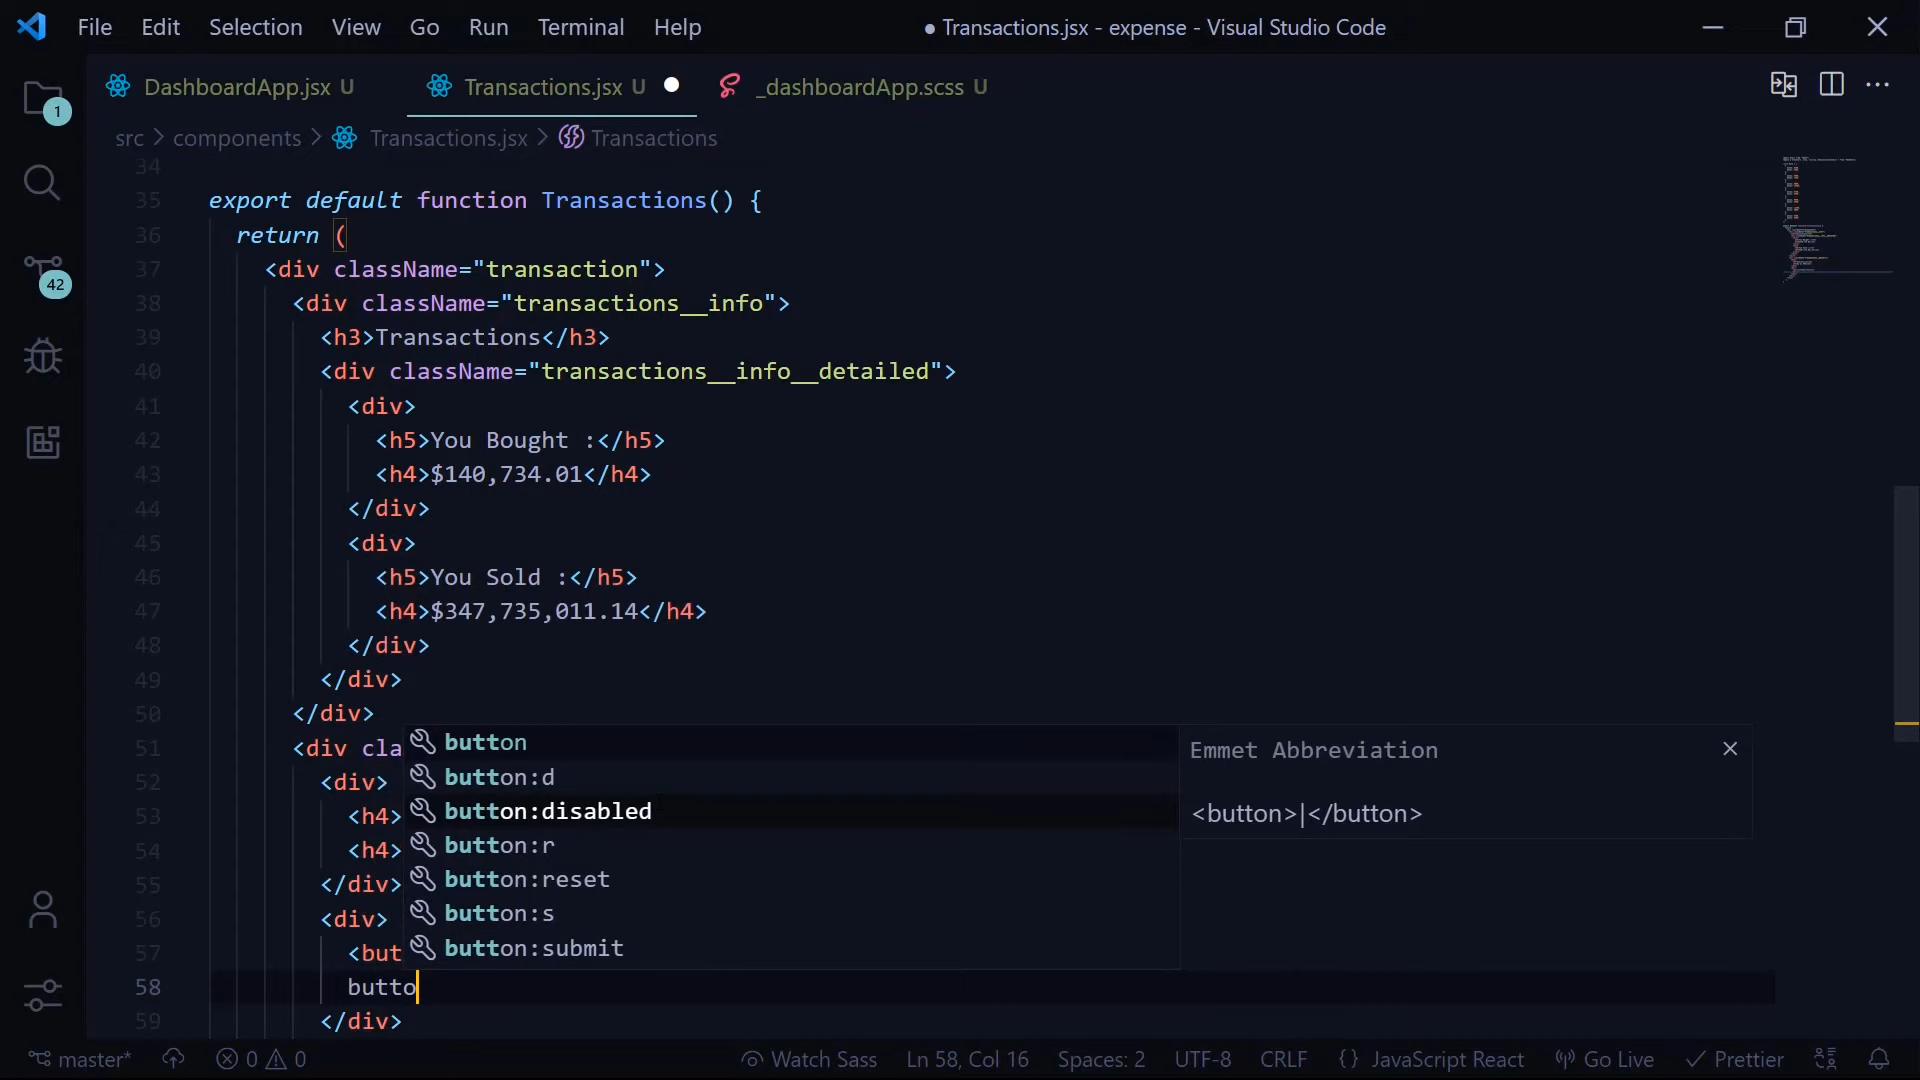 File Edit Selection View Go Run Terminal Help
● Transactions.jsx - expense - Visual Studio Code
DashboardApp.jsx U
Transactions.jsx U
_dashboardApp.scss U
1
42
src > components > Transactions.jsx > Transactions
34
35 export default function Transactions() {
36 return (
37 <div className="transaction">
38 <div className="transactions__info">
39 <h3>Transactions</h3>
40 <div className="transactions__info__detailed">
41 <div>
42 <h5>You Bought :</h5>
43 <h4>$140,734.01</h4>
44 </div>
45 <div>
46 <h5>You Sold :</h5>
47 <h4>$347,735,011.14</h4>
48 </div>
49 </div>
50 </div>
51 <div cla
52 <div>
53 <h4>
54 <h4>
55 </div>
56 <div>
57 <but
58 butto
59 </div>
button
button:d
button:disabled
button:r
button:reset
button:s
button:submit
Emmet Abbreviation
<button>|</button>
master*
0
0
Watch Sass
Ln 58, Col 16
Spaces: 2
UTF-8
CRLF
{ } JavaScript React
Go Live
Prettier